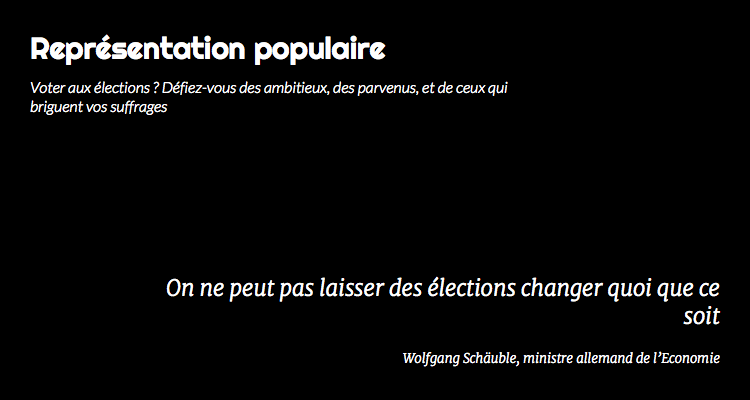 Représentation populaire
Voter aux élections ? Défiez-vous des ambitieux, des parvenus, et de ceux qui
briguent vos suffrages
On ne peut pas laisser des élections changer quoi que ce
soit
Wolfgang Schäuble, ministre allemand de l’Economie